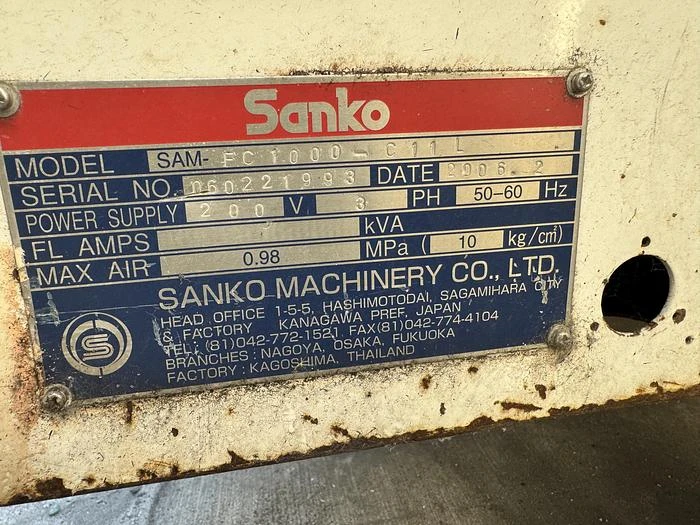 Sanko
MODEL SAM-FC1000-C11L
SERIAL NO. 060221993 DATE 2006.2
POWER SUPPLY 200 V 3 PH 50-60 Hz
FL AMPS kVA
MAX AIR 0.98 MPa ( 10 kg/cm²)
SANKO MACHINERY CO., LTD.
HEAD OFFICE 1-5-5, HASHIMOTODAI, SAGAMIHARA CITY
& FACTORY KANAGAWA PREF, JAPAN
TEL: (81)042-772-1521 FAX(81)042-774-4104
BRANCHES : NAGOYA, OSAKA, FUKUOKA
FACTORY : KAGOSHIMA, THAILAND